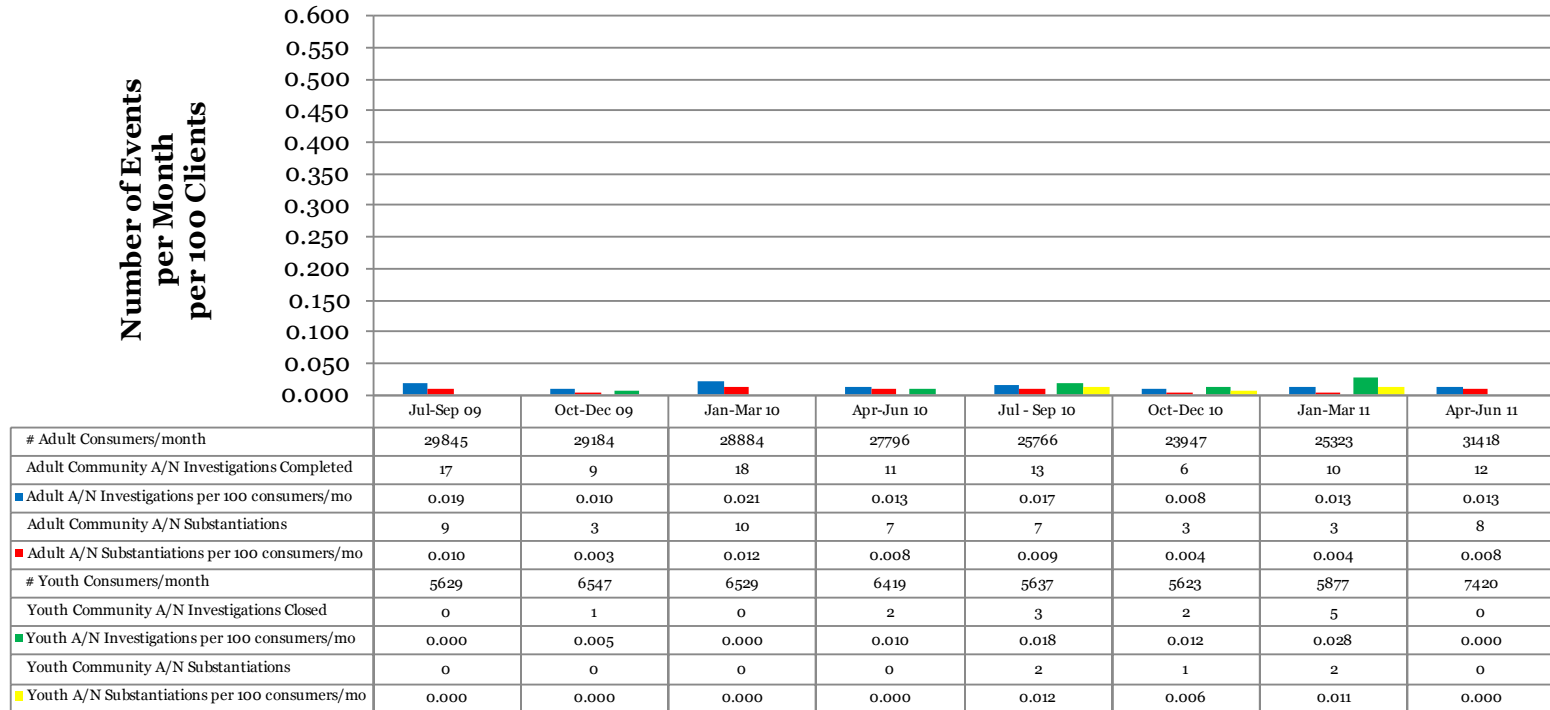 Number of Events
per Month
per 100 Clients
0.600
0.550
0.500
0.450
0.400
0.350
0.300
0.250
0.200
0.150
0.100
0.050
0.000
Jul-Sep 09 Oct-Dec 09 Jan-Mar 10 Apr-Jun 10 Jul - Sep 10 Oct-Dec 10 Jan-Mar 11 Apr-Jun 11
# Adult Consumers/month 29845 29184 28884 27796 25766 23947 25323 31418
Adult Community A/N Investigations Completed 17 9 18 11 13 6 10 12
Adult A/N Investigations per 100 consumers/mo 0.019 0.010 0.021 0.013 0.017 0.008 0.013 0.013
Adult Community A/N Substantiations 9 3 10 7 7 3 3 8
Adult A/N Substantiations per 100 consumers/mo 0.010 0.003 0.012 0.008 0.009 0.004 0.004 0.008
# Youth Consumers/month 5629 6547 6529 6419 5637 5623 5877 7420
Youth Community A/N Investigations Closed 0 1 0 2 3 2 5 0
Youth A/N Investigations per 100 consumers/mo 0.000 0.005 0.000 0.010 0.018 0.012 0.028 0.000
Youth Community A/N Substantiations 0 0 0 0 2 1 2 0
Youth A/N Substantiations per 100 consumers/mo 0.000 0.000 0.000 0.000 0.012 0.006 0.011 0.000